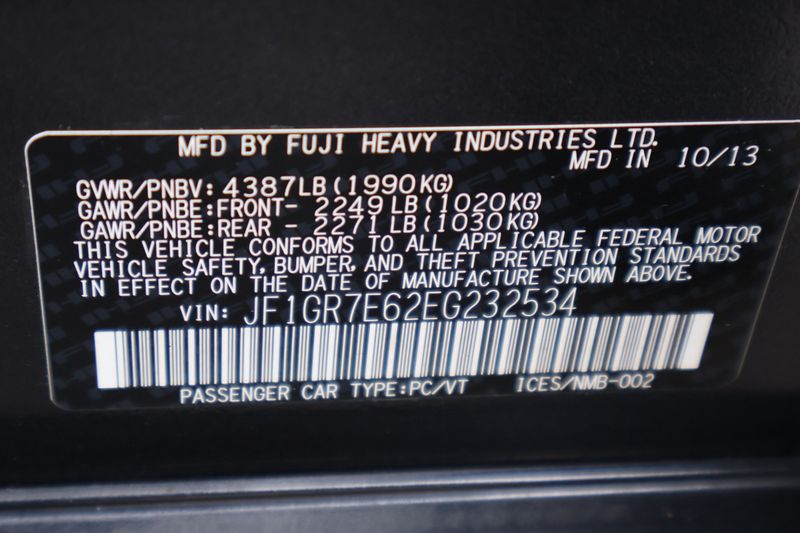 MFD BY FUJI HEAVY INDUSTRIES LTD.
MFD IN 10/13
GVWR/PNBV: 4387LB(1990KG)
GAWR/PNBE:FRONT- 2249LB(1020KG)
GAWR/PNBE:REAR - 2271LB(1030KG)
THIS VEHICLE CONFORMS TO ALL APPLICABLE FEDERAL MOTOR
VEHICLE SAFETY, BUMPER, AND THEFT PREVENTION STANDARDS
IN EFFECT ON THE DATE OF MANUFACTURE SHOWN ABOVE.
VIN: JF1GR7E62EG232534
PASSENGER CAR TYPE:PC/VT ICES/NMB-002